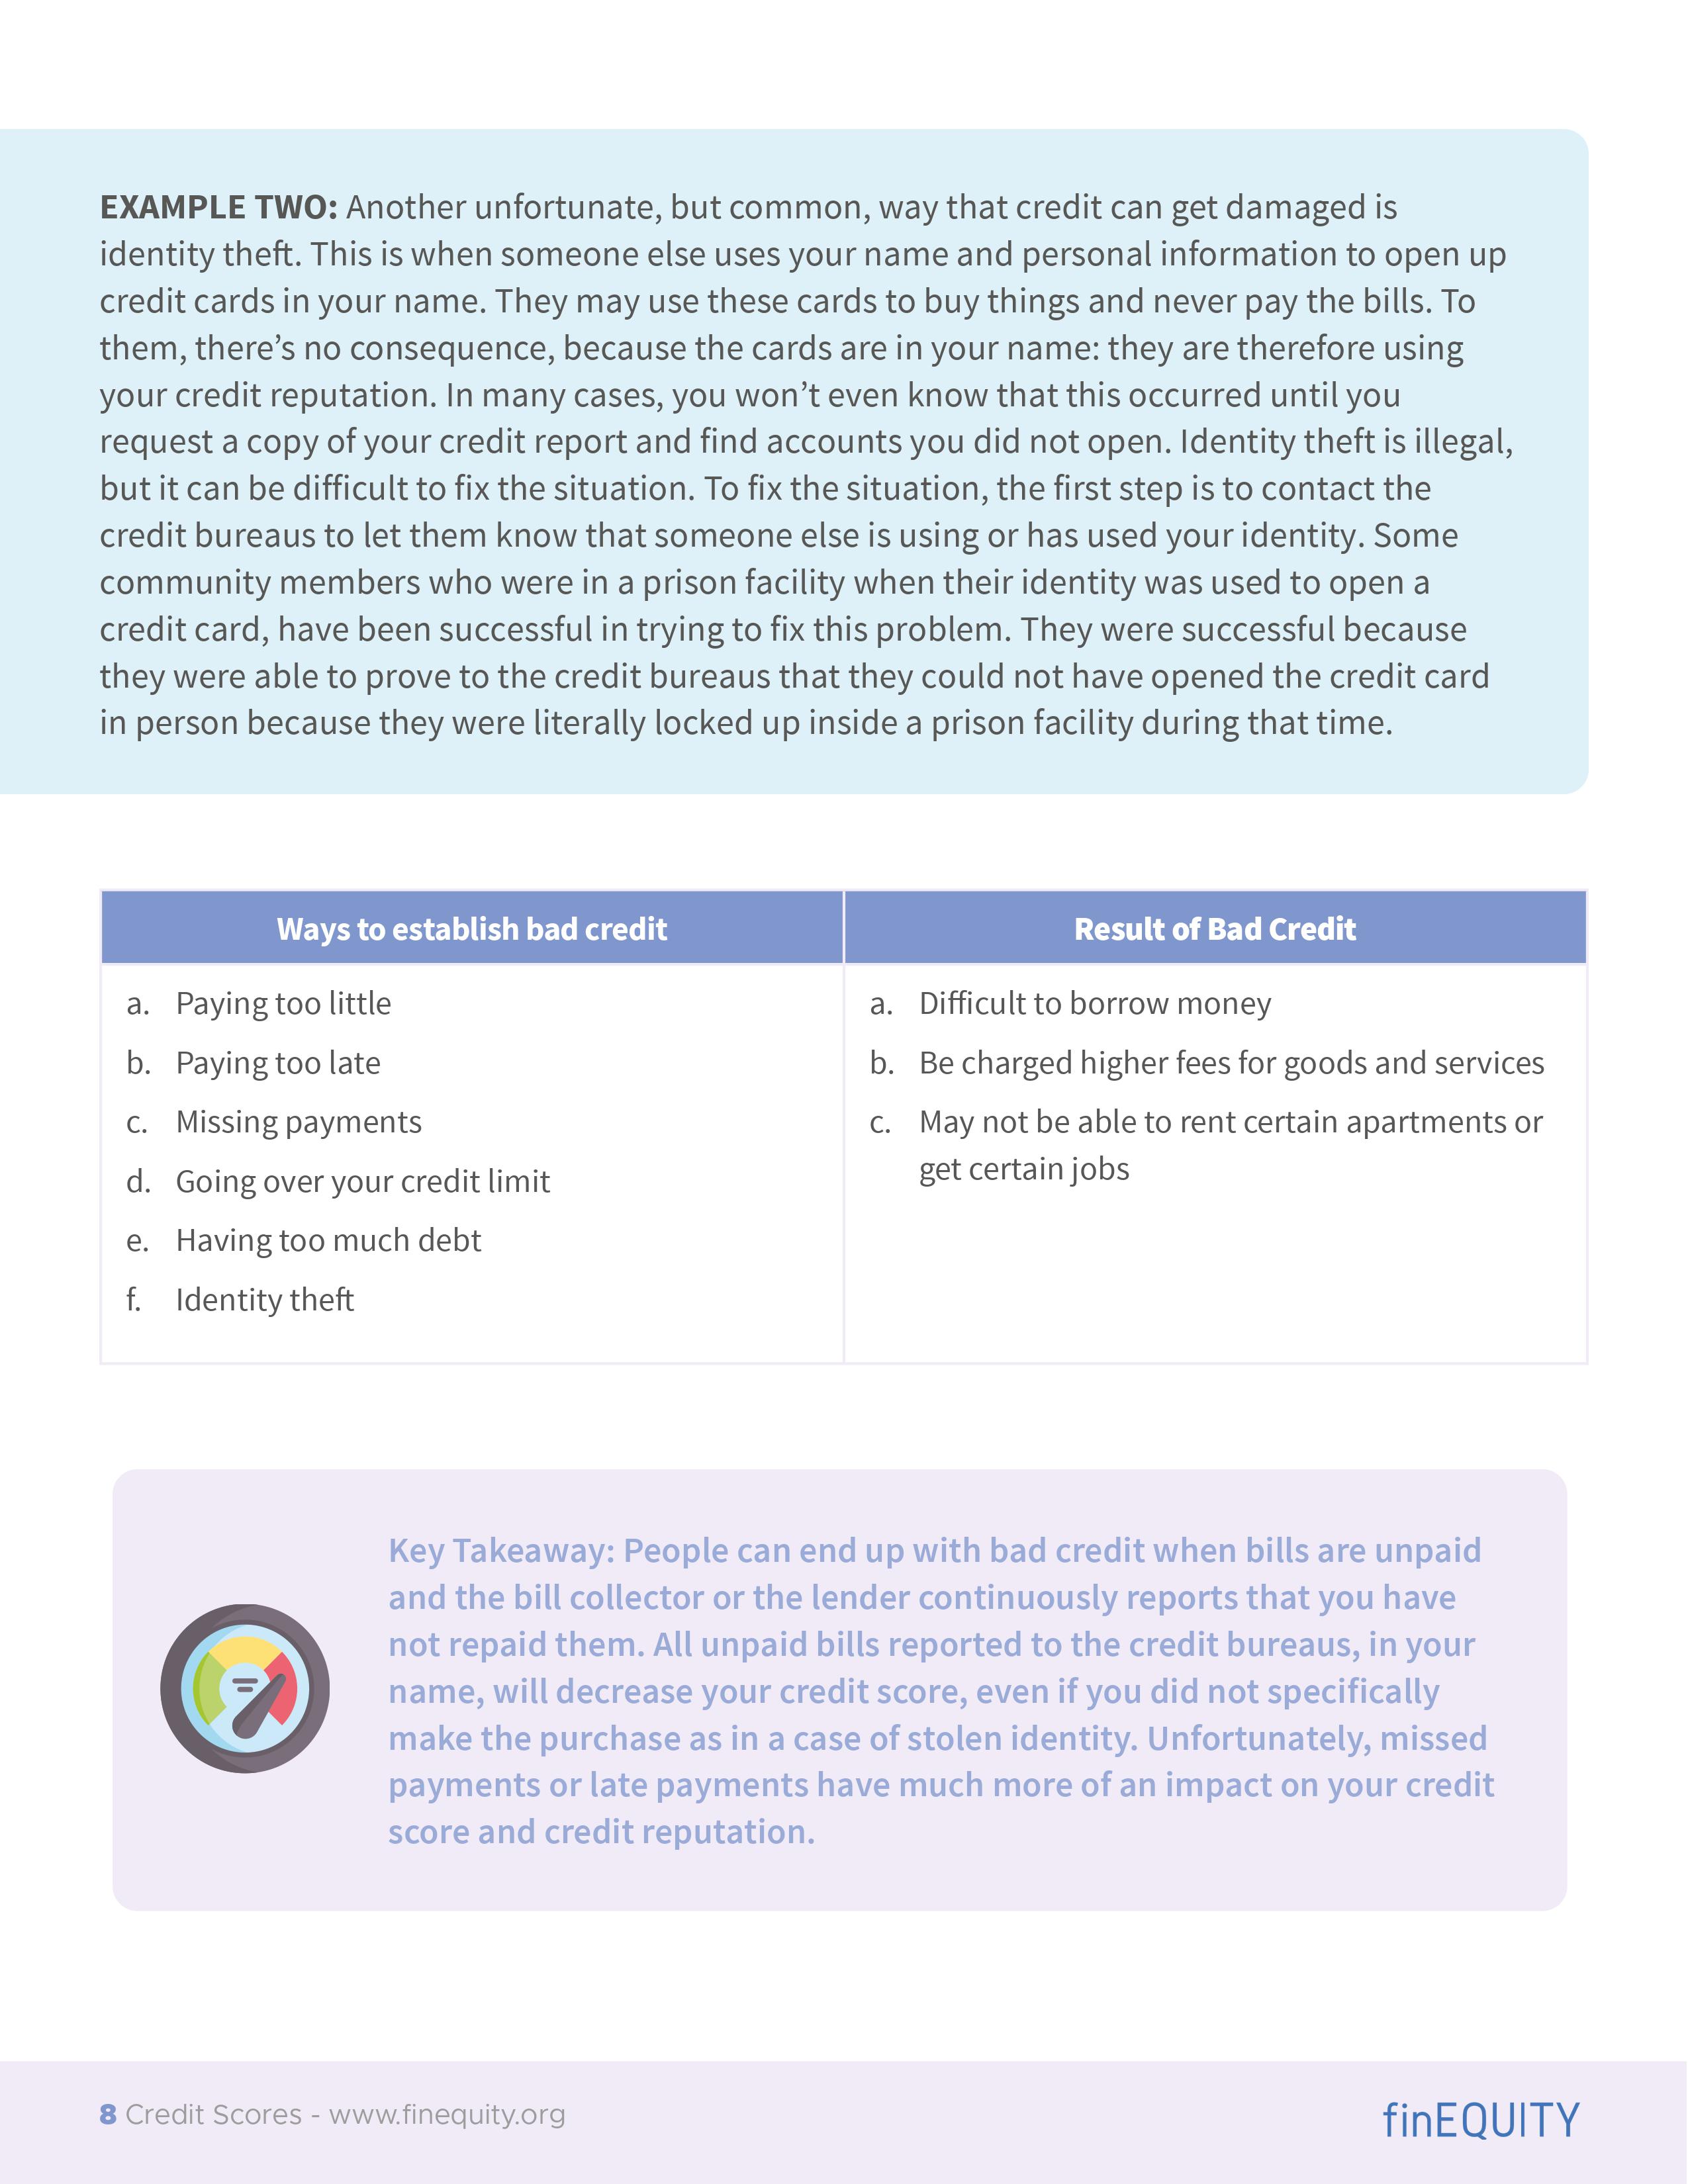 EXAMPLE TWO: Another unfortunate, but common, way that credit can get damaged is
identity theft. This is when someone else uses your name and personal information to open up
credit cards in your name. They may use these cards to buy things and never pay the bills. To
them, there’s no consequence, because the cards are in your name: they are therefore using
your credit reputation. In many cases, you won’t even know that this occurred until you
request a copy of your credit report and find accounts you did not open. Identity theft is illegal,
but it can be difficult to fix the situation. To fix the situation, the first step is to contact the
credit bureaus to let them know that someone else is using or has used your identity. Some
community members who were in a prison facility when their identity was used to open a
credit card, have been successful in trying to fix this problem. They were successful because
they were able to prove to the credit bureaus that they could not have opened the credit card
in person because they were literally locked up inside a prison facility during that time.
Ways to establish bad credit
a. Paying too little
b. Paying too late
c. Missing payments
d. Going over your credit limit
e. Having too much debt
f. Identity theft
Result of Bad Credit
a. Difficult to borrow money
b. Be charged higher fees for goods and services
c. May not be able to rent certain apartments or
get certain jobs
Key Takeaway: People can end up with bad credit when bills are unpaid
and the bill collector or the lender continuously reports that you have
not repaid them. All unpaid bills reported to the credit bureaus, in your
name, will decrease your credit score, even if you did not specifically
make the purchase as in a case of stolen identity. Unfortunately, missed
payments or late payments have much more of an impact on your credit
score and credit reputation.
8 Credit Scores - www.finequity.org
finEQUITY